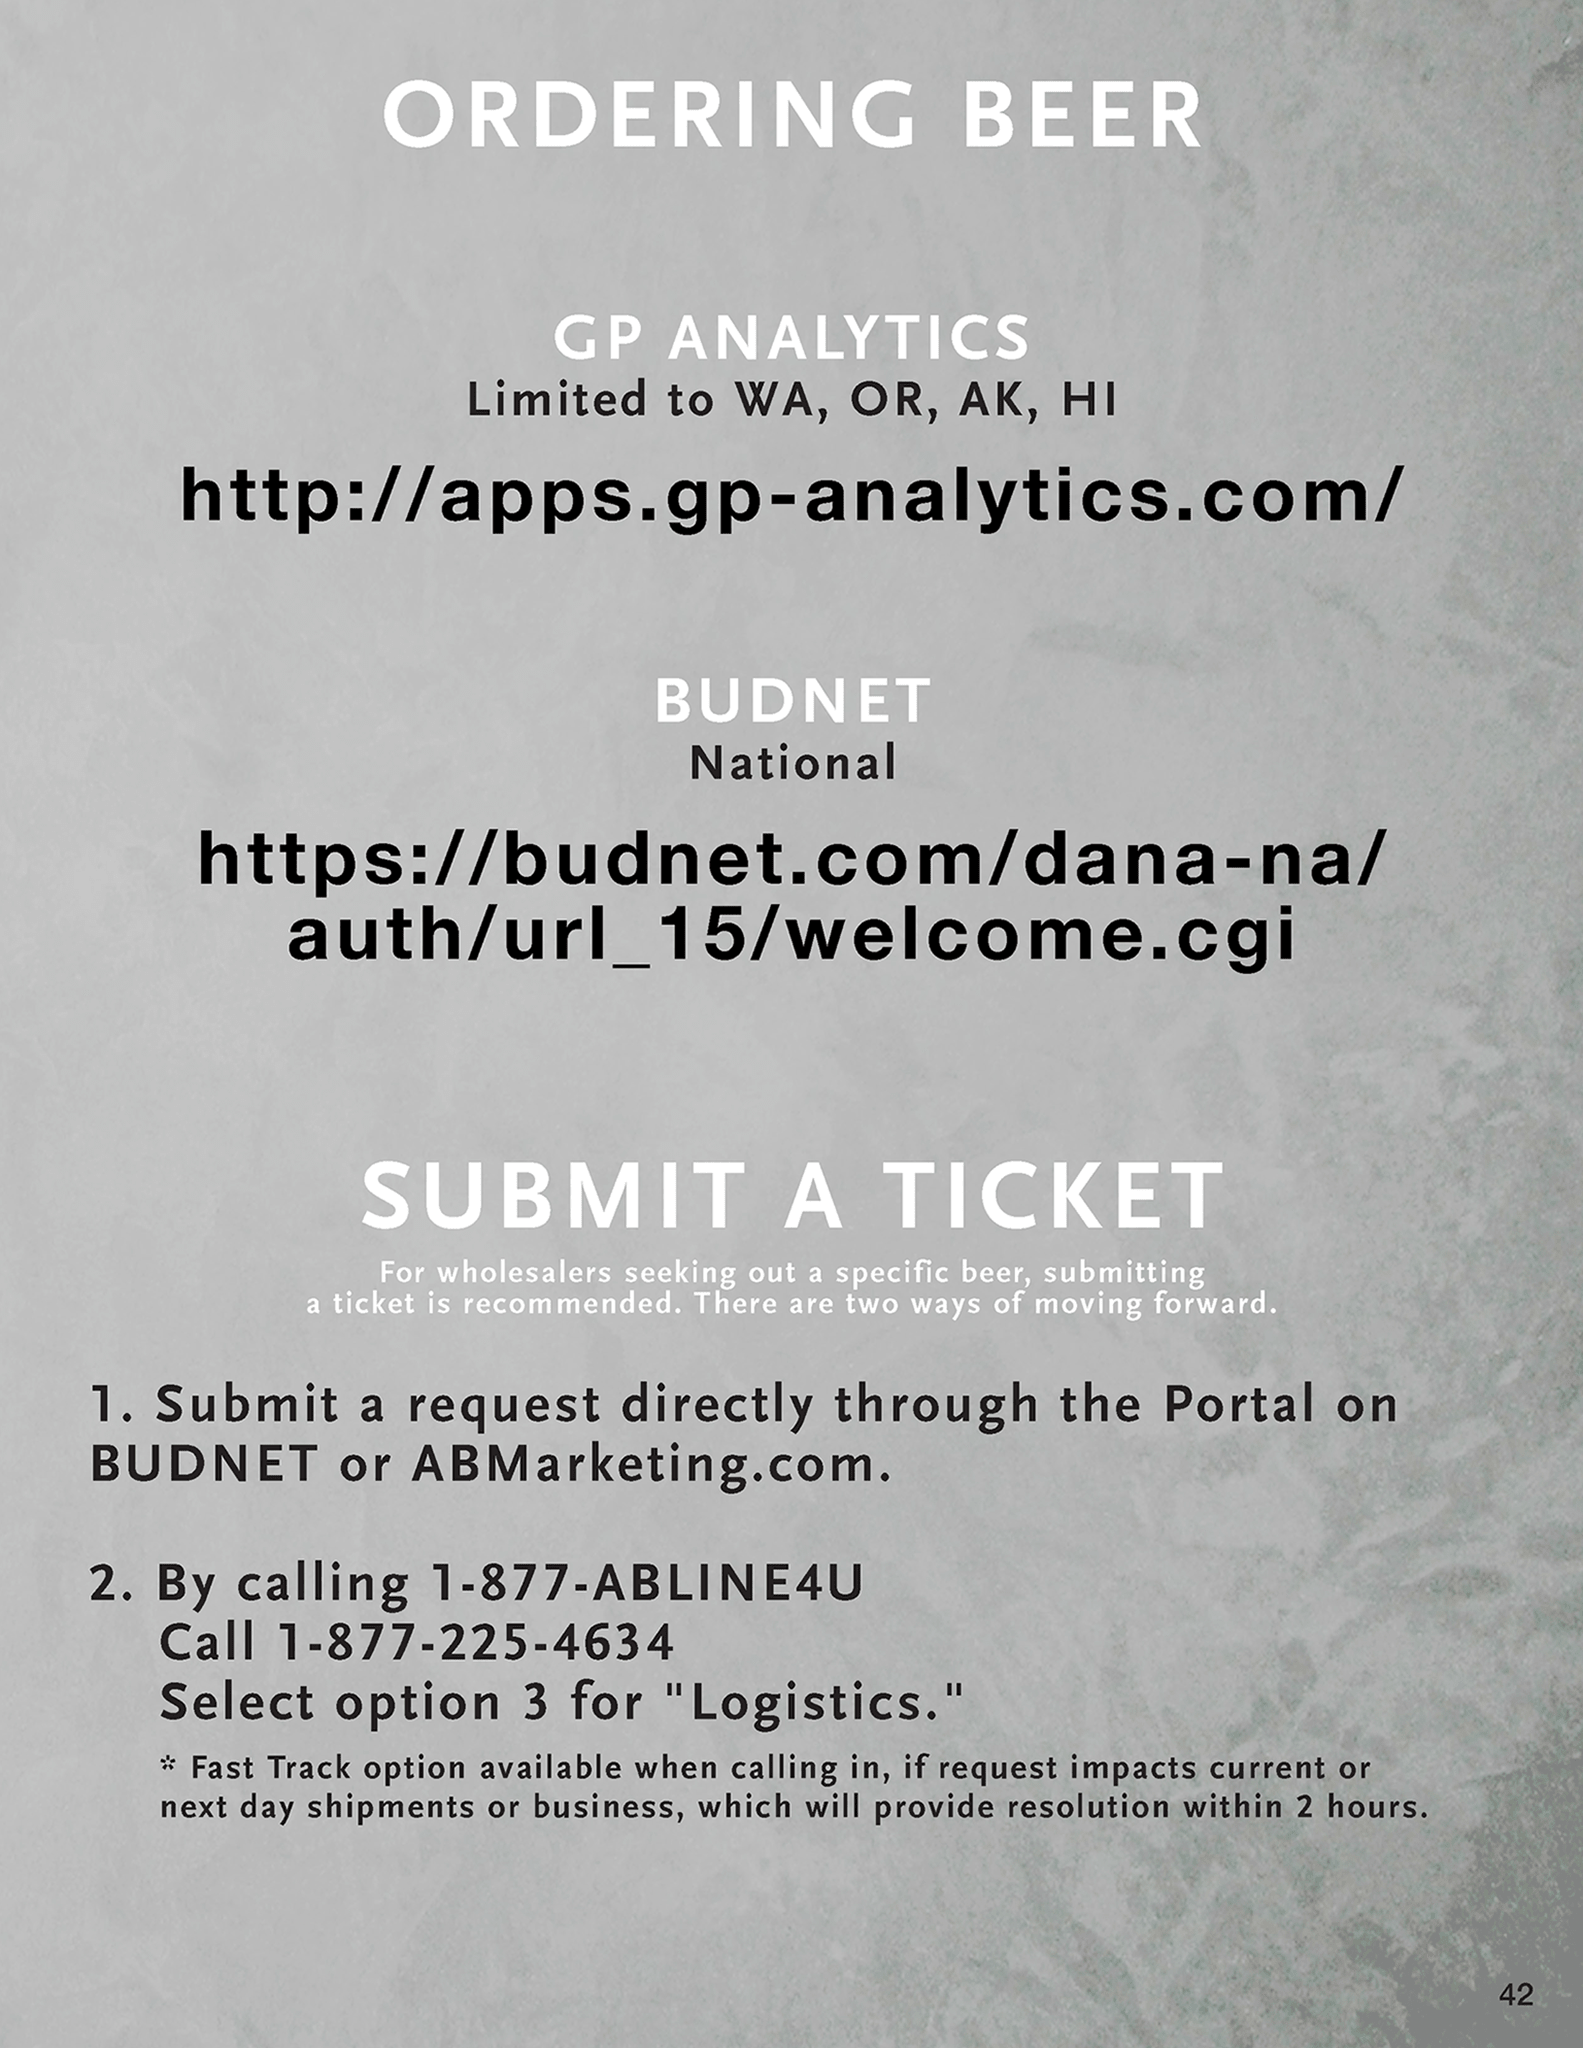 ORDERING BEER
GP ANALYTICS
Limited to WA, OR, AK, HI
http://apps.gp-analytics.com/
BUDNET
National
https://budnet.com/dana-na/
auth/url_15/welcome.cgi
SUBMIT A TICKET
For wholesalers seeking out a specific beer, submitting
a ticket is recommended. There are two ways of moving forward.
1. Submit a request directly through the Portal on
BUDNET or ABMarketing.com.
2. By calling 1-877-ABLINE4U
Call 1-877-225-4634
Select option 3 for "Logistics."
* Fast Track option available when calling in, if request impacts current or
next day shipments or business, which will provide resolution within 2 hours.
42